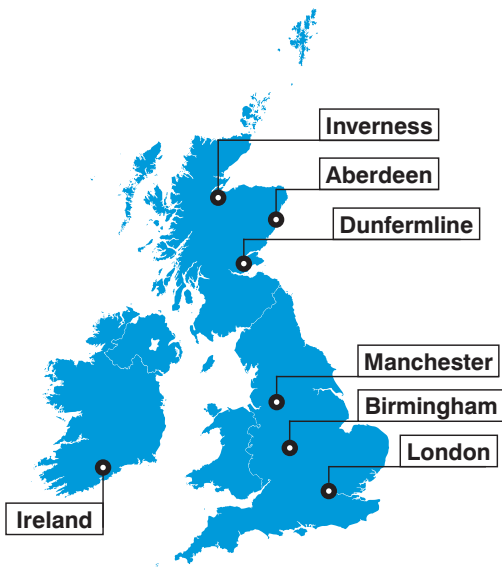 Inverness
Aberdeen
Dunfermline
Manchester
Birmingham
London
Ireland